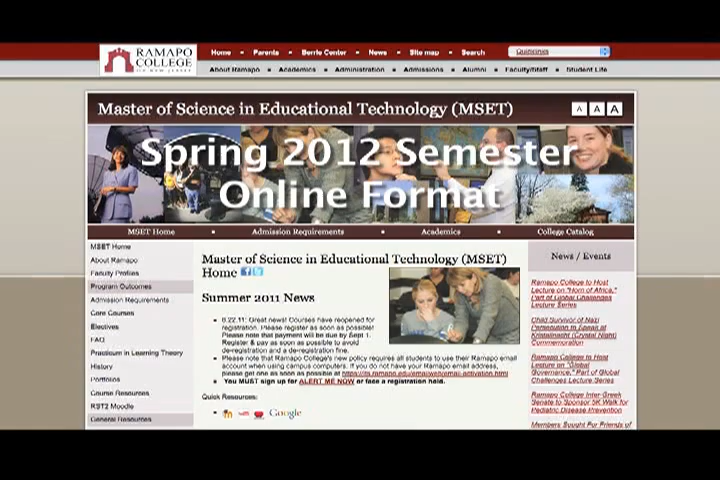 RAMAPO
COLLEGE
OF NEW JERSEY
Home Parents Berrie Center News Site map Search Quicklinks
About Ramapo Academics Administration Admissions Alumni Faculty/Staff Student Life
Master of Science in Educational Technology (MSET)
A A A
Spring 2012 Semester
Online Format
MSET Home Admission Requirements Academics College Catalog
MSET Home
About Ramapo
Faculty Profiles
Program Outcomes
Admission Requirements
Core Courses
Electives
FAQ
Practicum in Learning Theory
History
Portfolios
Course Resources
RST2 Moodle
General Resources
Master of Science in Educational Technology (MSET)
Home
Summer 2011 News
6.22.11: Great news! Courses have reopened for
registration. Please register as soon as possible!
Please note that payment will be due by Sept 1.
Register & pay as soon as possible to avoid
de-registration and a de-registration fine.
Please note that Ramapo College's new policy requires all students to use their Ramapo email
account when using campus computers. If you do not have your Ramapo email address,
please get one as soon as possible at
You MUST sign up for ALERT ME NOW or face a registration hold.
Quick Resources:
Google
News / Events
Ramapo College to Host
Lecture on "Horn of Africa,"
Part of Global Challenges
Lecture Series
Child Survivor of Nazi
Persecution to Speak at
Kristallnacht (Crystal Night)
Commemoration
Ramapo College to Host
Lecture on "Global
Governance," Part of Global
Challenges Lecture Series
Ramapo College Inter-Greek
Senate to Sponsor 5K Walk for
Pediatric Disease Prevention
Members Sought For Friends of